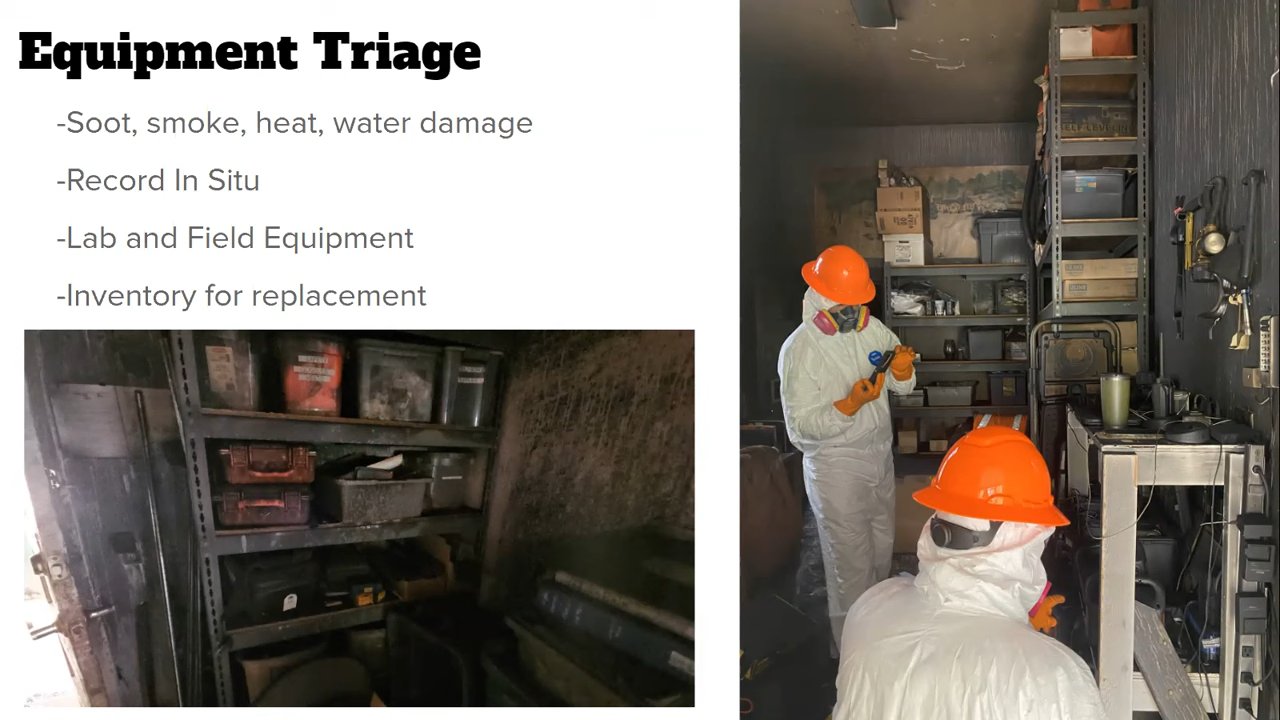 Equipment Triage
-Soot, smoke, heat, water damage
-Record In Situ
-Lab and Field Equipment
-Inventory for replacement